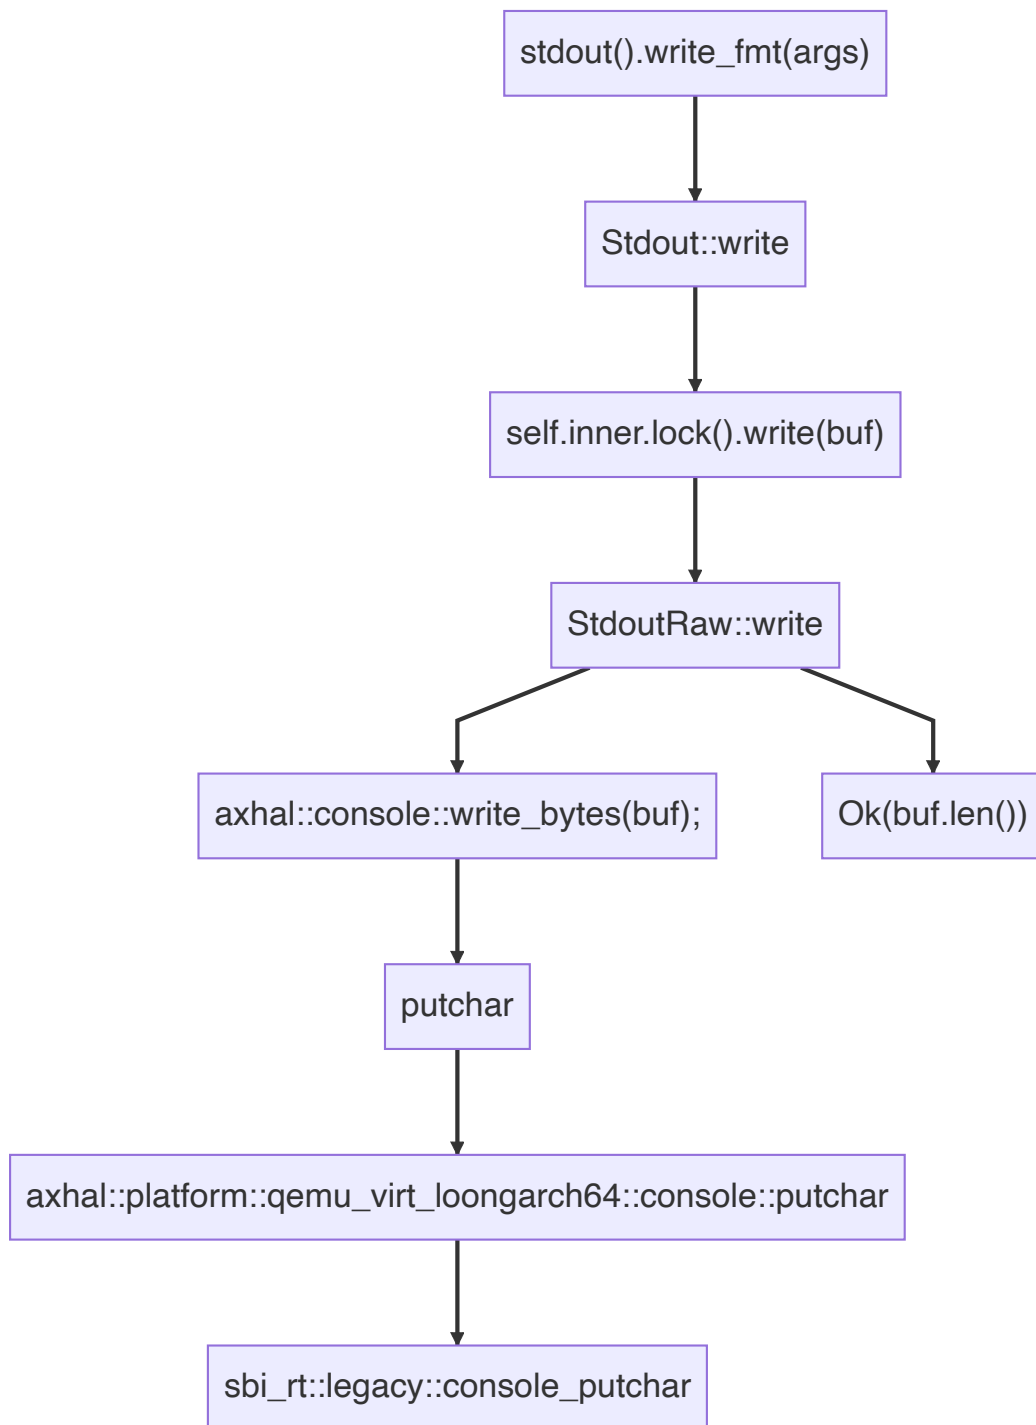 stdout().write_fmt(args)
Stdout::write
self.inner.lock().write(buf)
StdoutRaw::write
axhal::console::write_bytes(buf);
Ok(buf.len())
putchar
axhal::platform::qemu_virt_loongarch64::console::putchar
sbi_rt::legacy::console_putchar